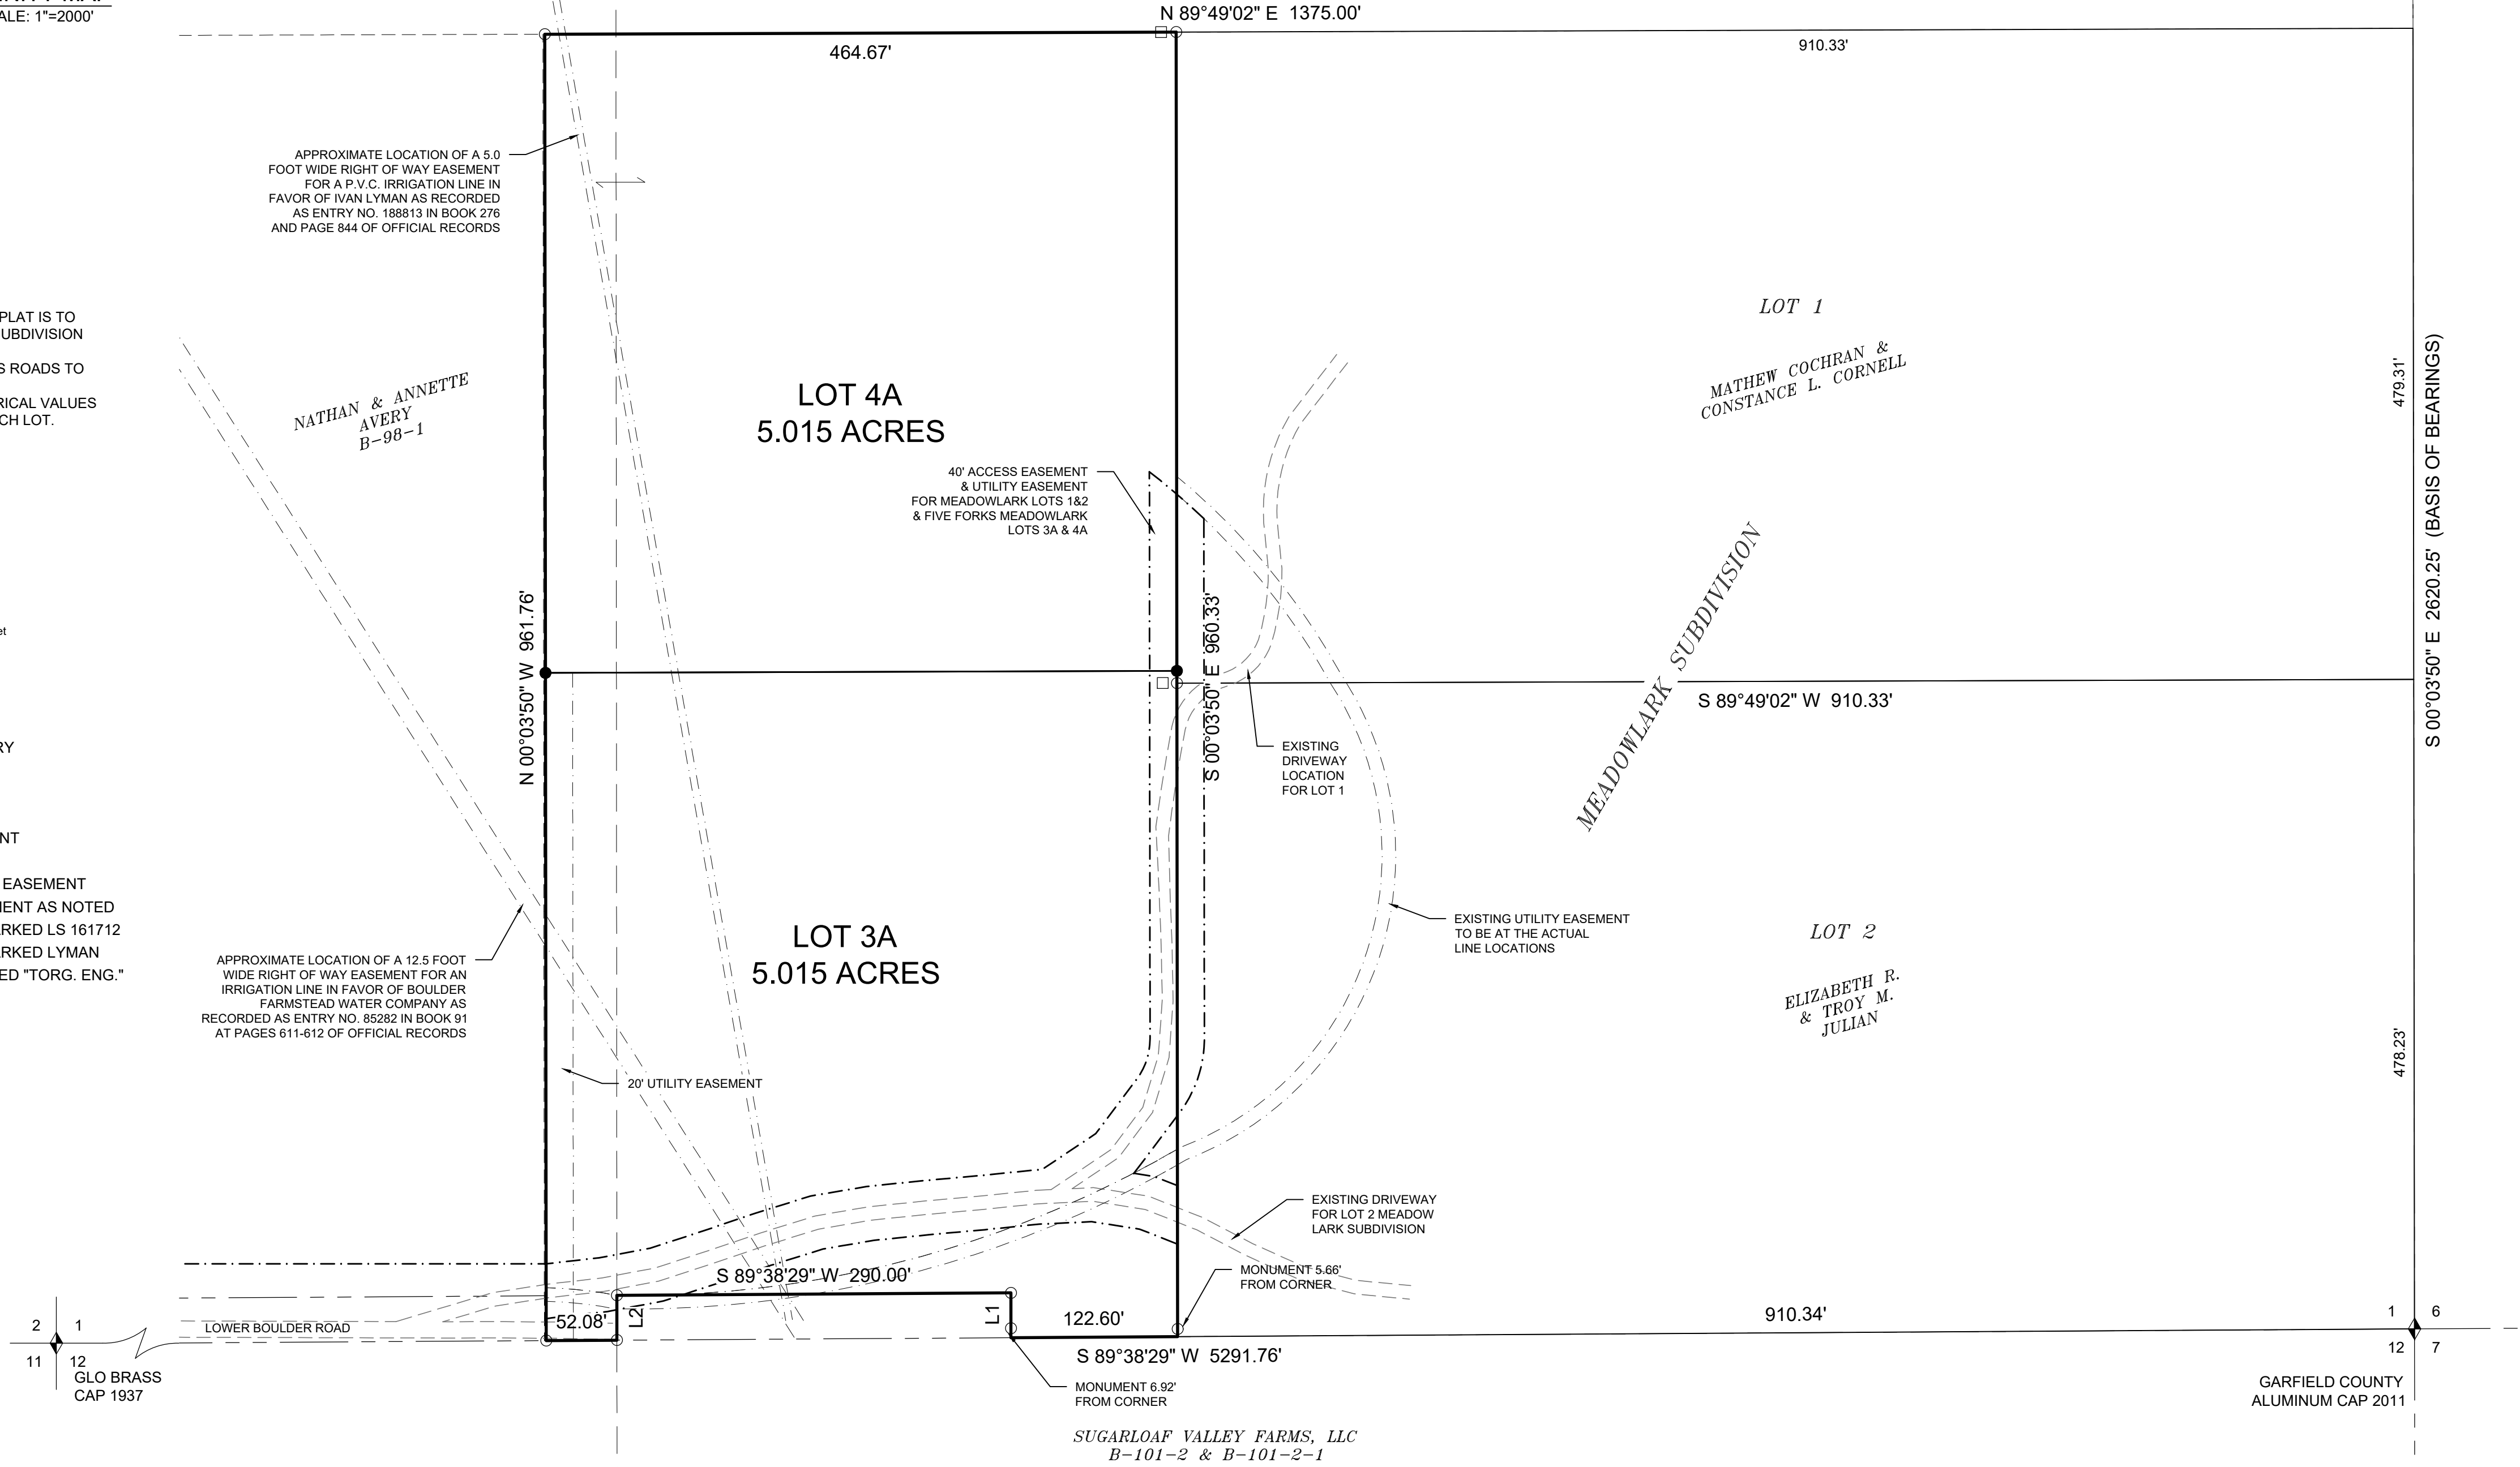 ALE: 1"=2000'
N 89°49'02" E 1375.00'
464.67'
910.33'
APPROXIMATE LOCATION OF A 5.0
FOOT WIDE RIGHT OF WAY EASEMENT
FOR A P.V.C. IRRIGATION LINE IN
FAVOR OF IVAN LYMAN AS RECORDED
AS ENTRY NO. 188813 IN BOOK 276
AND PAGE 844 OF OFFICIAL RECORDS
PLAT IS TO
UBDIVISION
S ROADS TO
RICAL VALUES
CH LOT.
NATHAN & ANNETTE
AVERY
B-98-1
LOT 4A
5.015 ACRES
40' ACCESS EASEMENT
& UTILITY EASEMENT
FOR MEADOWLARK LOTS 1&2
& FIVE FORKS MEADOWLARK
LOTS 3A & 4A
LOT 1
MATHEW COCHRAN &
CONSTANCE L. CORNELL
479.31'
S 00°03'50" E 2620.25' (BASIS OF BEARINGS)
MEADOWLARK SUBDIVISION
et
N 00°03'50" W 961.76'
S 00°03'50" E 960.33'
S 89°49'02" W 910.33'
RY
EXISTING
DRIVEWAY
LOCATION
FOR LOT 1
NT
EASEMENT
MENT AS NOTED
ARKED LS 161712
ARKED LYMAN
ED "TORG. ENG."
APPROXIMATE LOCATION OF A 12.5 FOOT
WIDE RIGHT OF WAY EASEMENT FOR AN
IRRIGATION LINE IN FAVOR OF BOULDER
FARMSTEAD WATER COMPANY AS
RECORDED AS ENTRY NO. 85282 IN BOOK 91
AT PAGES 611-612 OF OFFICIAL RECORDS
LOT 3A
5.015 ACRES
EXISTING UTILITY EASEMENT
TO BE AT THE ACTUAL
LINE LOCATIONS
LOT 2
ELIZABETH R.
& TROY M.
JULIAN
478.23'
20' UTILITY EASEMENT
EXISTING DRIVEWAY
FOR LOT 2 MEADOW
LARK SUBDIVISION
S 89°38'29" W 290.00'
MONUMENT 5.66'
FROM CORNER
52.08'
L2
L1
122.60'
910.34'
LOWER BOULDER ROAD
2 1
11 12
GLO BRASS
CAP 1937
S 89°38'29" W 5291.76'
MONUMENT 6.92'
FROM CORNER
1 6
12 7
GARFIELD COUNTY
ALUMINUM CAP 2011
SUGARLOAF VALLEY FARMS, LLC
B-101-2 & B-101-2-1